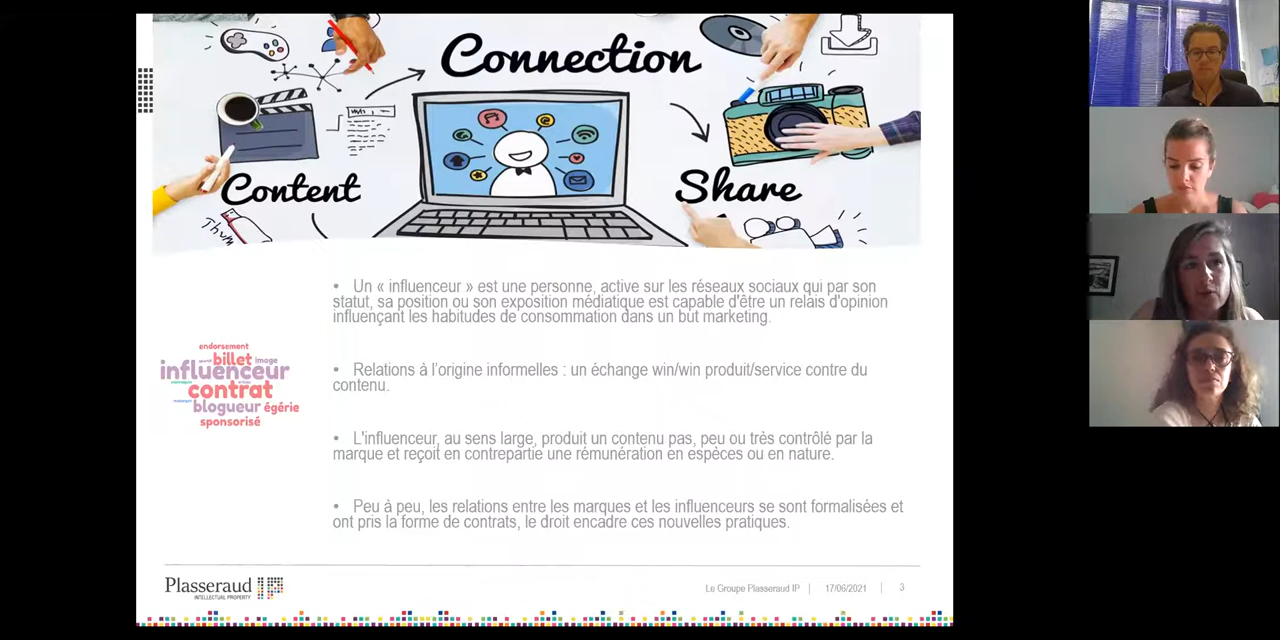 Connection
Content
Share
Thum
• Un « influenceur » est une personne, active sur les réseaux sociaux qui par son
statut, sa position ou son exposition médiatique est capable d'être un relais d'opinion
influençant les habitudes de consommation dans un but marketing.
endorsement
billet image
influenceur
contrat
blogueur égérie
sponsorisé
• Relations à l'origine informelles : un échange win/win produit/service contre du
contenu.
• L'influenceur, au sens large, produit un contenu pas, peu ou très contrôlé par la
marque et reçoit en contrepartie une rémunération en espèces ou en nature.
• Peu à peu, les relations entre les marques et les influenceurs se sont formalisées et
ont pris la forme de contrats, le droit encadre ces nouvelles pratiques.
Plasseraud IP
INTELLECTUAL PROPERTY
Le Groupe Plasseraud IP | 17/06/2021 | 3